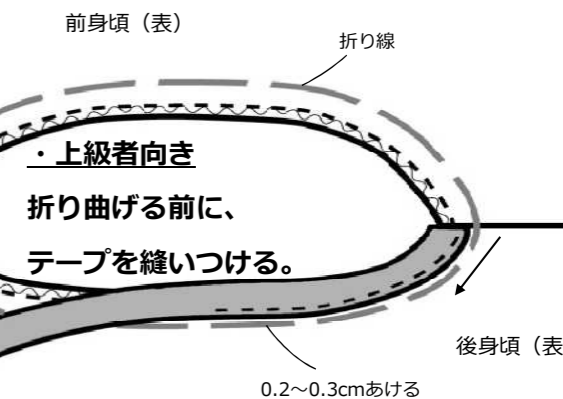 前身頃（表）
折り線
・上級者向き
折り曲げる前に、
テープを縫いつける。
後身頃（表
0.2～0.3cmあける